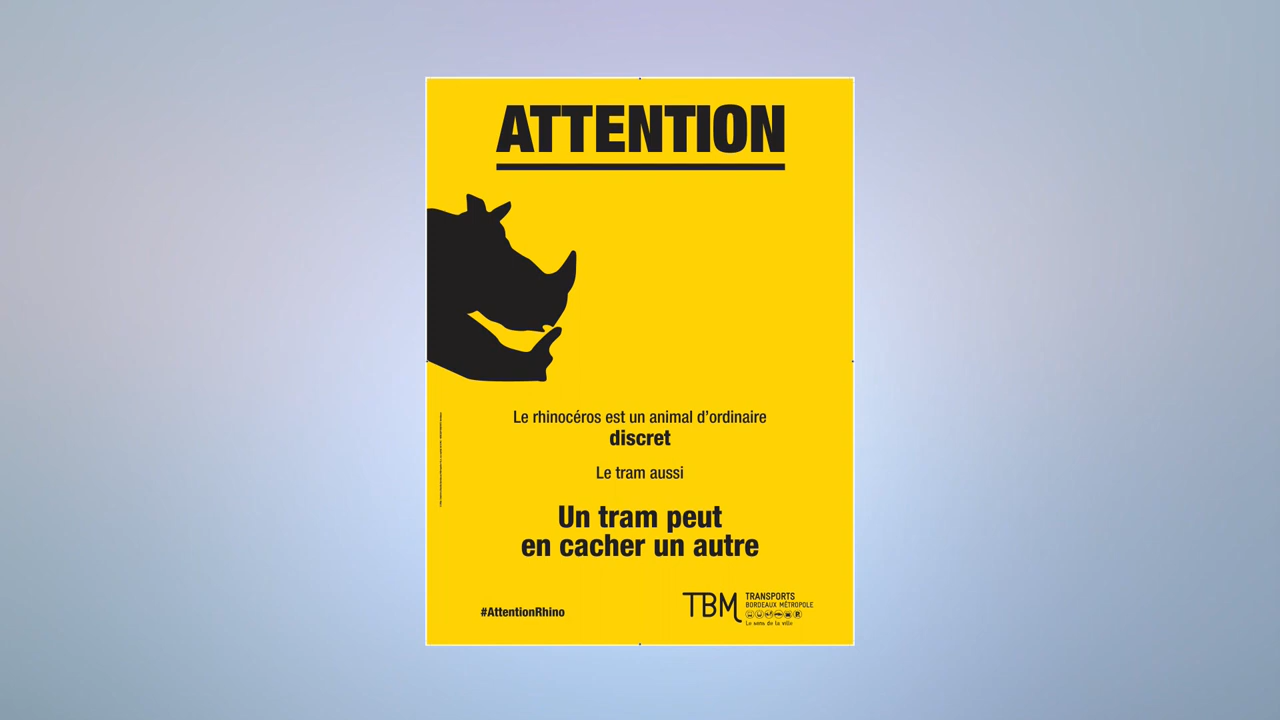 ATTENTION
Le rhinocéros est un animal d'ordinaire
discret
Le tram aussi
Un tram peut
en cacher un autre
#AttentionRhino
TBM
TRANSPORTS
BORDEAUX MÉTROPOLE
Le sens de la ville